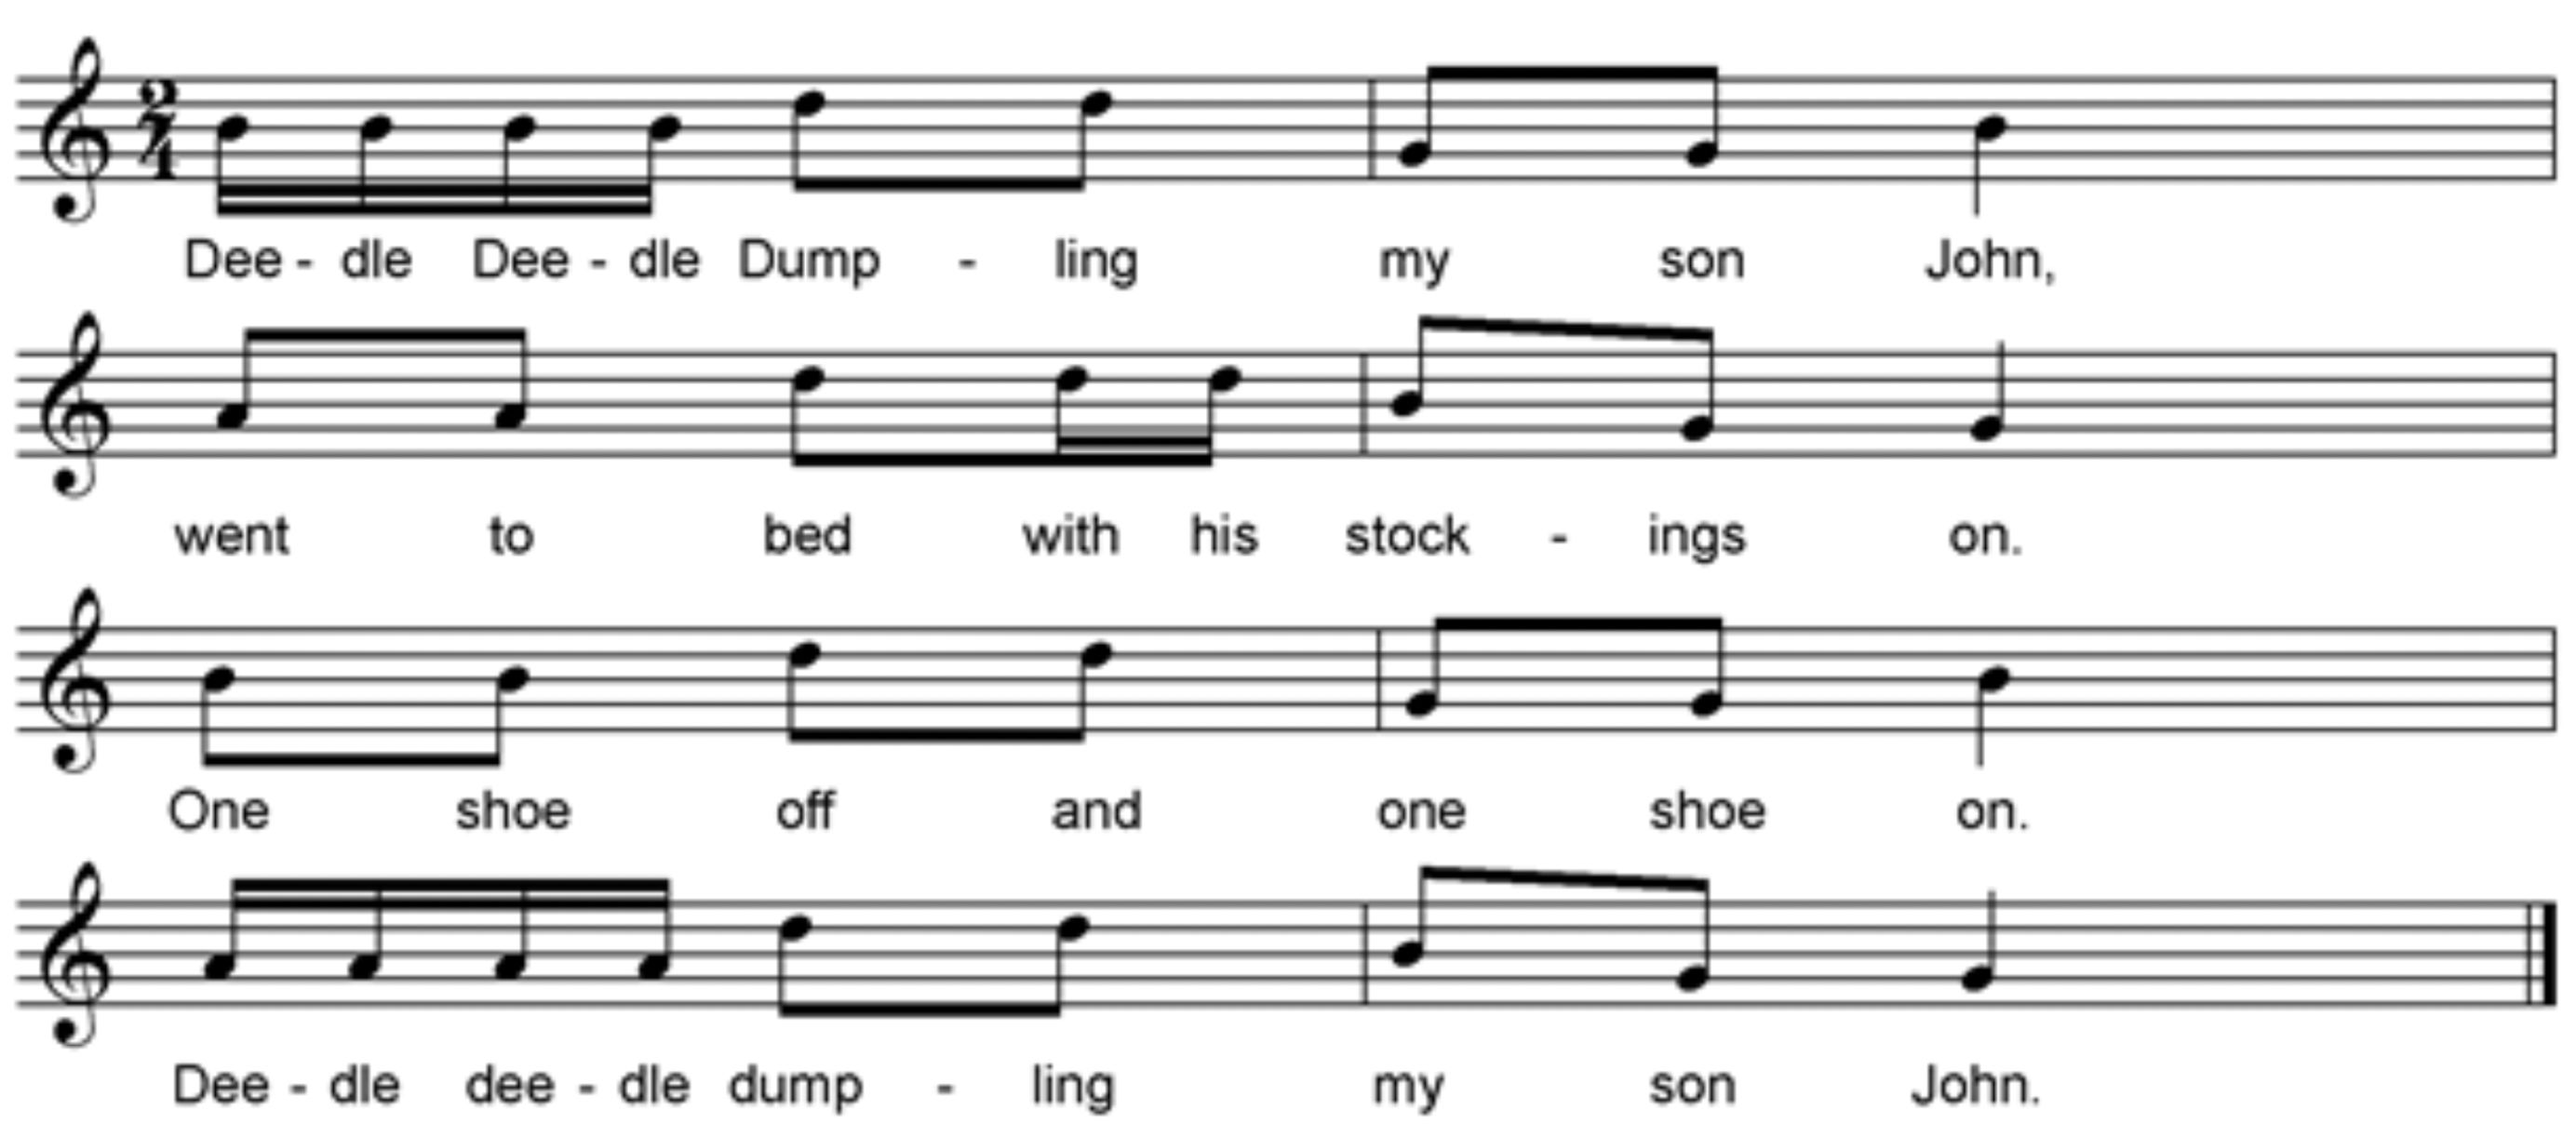 2
4
Dee - dle Dee - dle Dump - ling my son John,
went to bed with his stock - ings on.
One shoe off and one shoe on.
Dee - dle dee - dle dump - ling my son John.